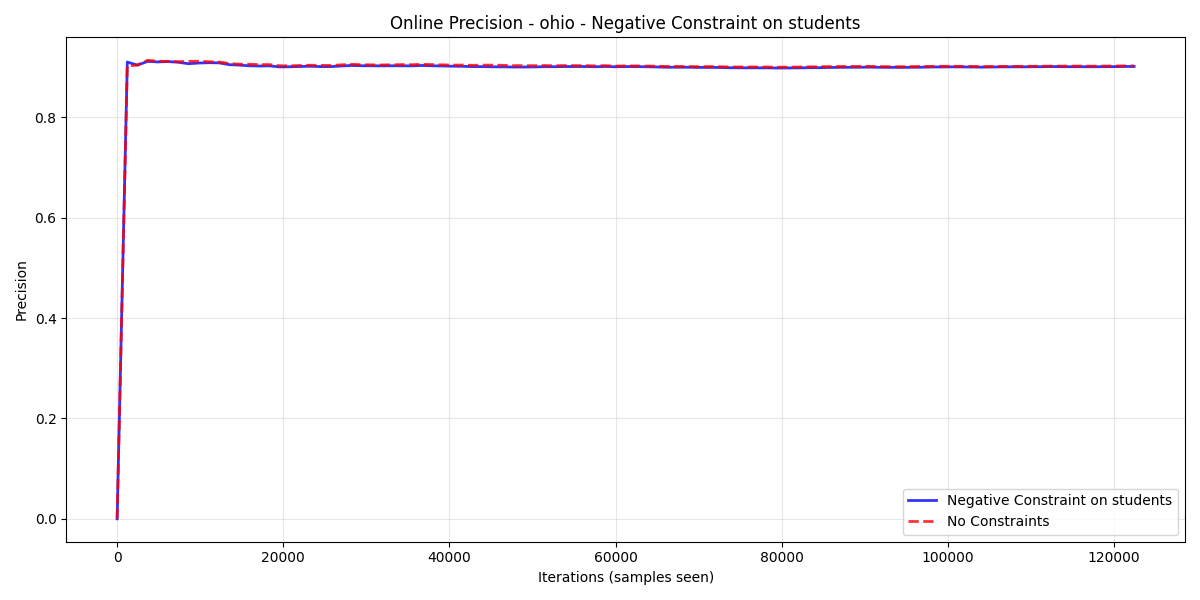 Online Precision - ohio - Negative Constraint on students
Precision
0.8
0.6
0.4
0.2
0.0
0 20000 40000 60000 80000 100000 120000
Iterations (samples seen)
Negative Constraint on students
No Constraints